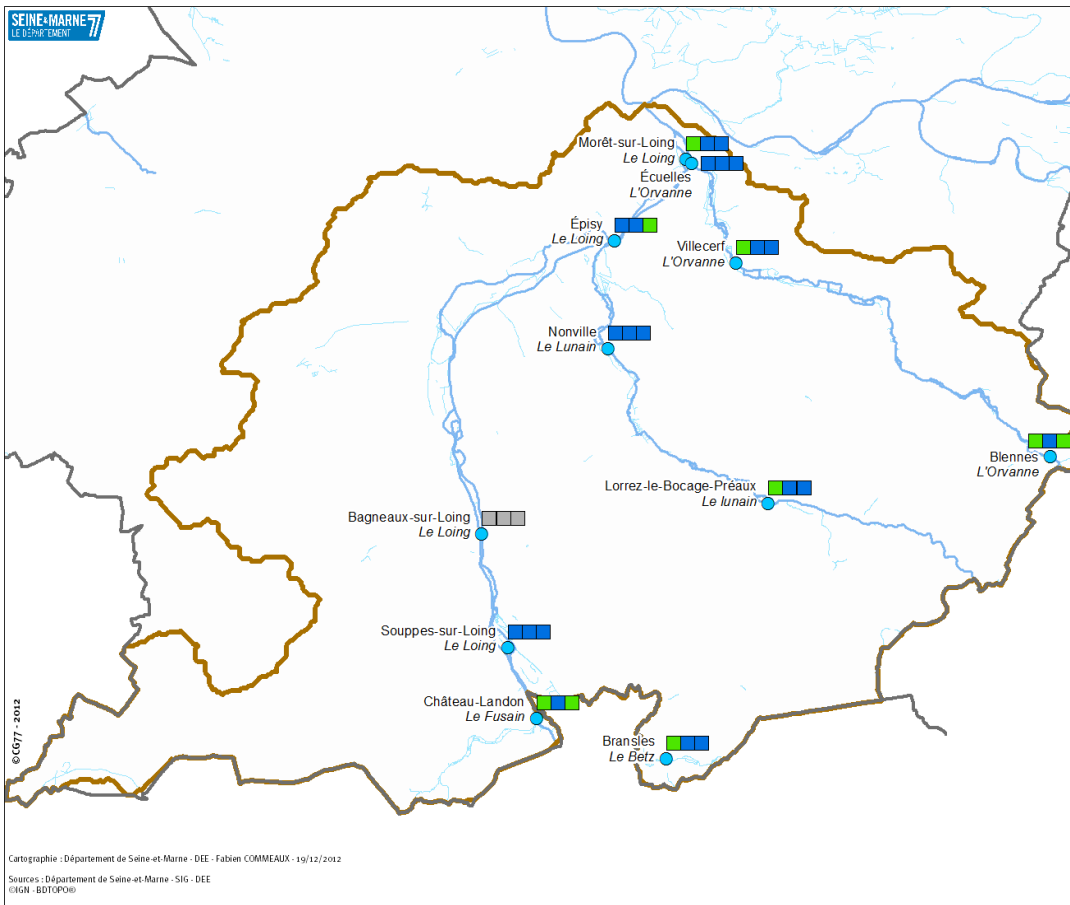 SEINE&MARNE 77
LE DÉPARTEMENT
Morêt-sur-Loing
Le Loing
Écuelles
L'Orvanne
Épisy
Le Loing
Villecerf
L'Orvanne
Nonville
Le Lunain
Blennes
L'Orvanne
Lorrez-le-Bocage-Préaux
Le lunain
Bagneaux-sur-Loing
Le Loing
Souppes-sur-Loing
Le Loing
Château-Landon
Le Fusain
Bransles
Le Betz
©CG77 - 2012
Cartographie : Département de Seine-et-Marne - DEE - Fabien COMMEAUX - 19/12/2012
Sources : Département de Seine-et-Marne - SIG - DEE
©IGN - BDTOPO®